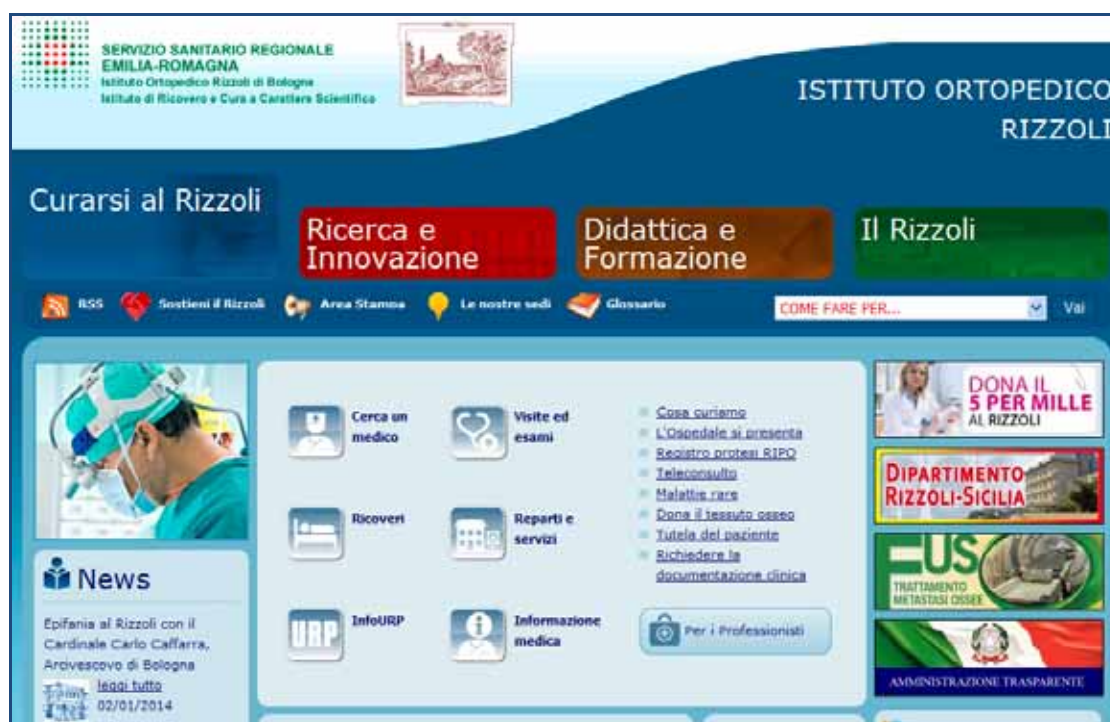 SERVIZIO SANITARIO REGIONALE
EMILIA-ROMAGNA
Istituto Ortopedico Rizzoli di Bologna
Istituto di Ricovero e Cura a Carattere Scientifico
ISTITUTO ORTOPEDICO
RIZZOLI
Curarsi al Rizzoli
Ricerca e
Innovazione
Didattica e
Formazione
Il Rizzoli
RSS
Sostieni il Rizzoli
Area Stampa
Le nostre sedi
Glossario
COME FARE PER...
Vai
Cerca un
medico
Visite ed
esami
Ricoveri
Reparti e
servizi
InfoURP
URP
Informazione
medica
Cosa curiamo
L'Ospedale si presenta
Registro protesi RIPO
Teleconsulto
Malattie rare
Dona il tessuto osseo
Tutela del paziente
Richiedere la
documentazione clinica
Per i Professionisti
DONA IL
5 PER MILLE
AL RIZZOLI
DIPARTIMENTO
RIZZOLI-SICILIA
EUS
TRATTAMENTO
METASTASI OSSEE
AMMINISTRAZIONE TRASPARENTE
News
Epifania al Rizzoli con il
Cardinale Carlo Caffarra,
Arcivescovo di Bologna
leggi tutto
02/01/2014